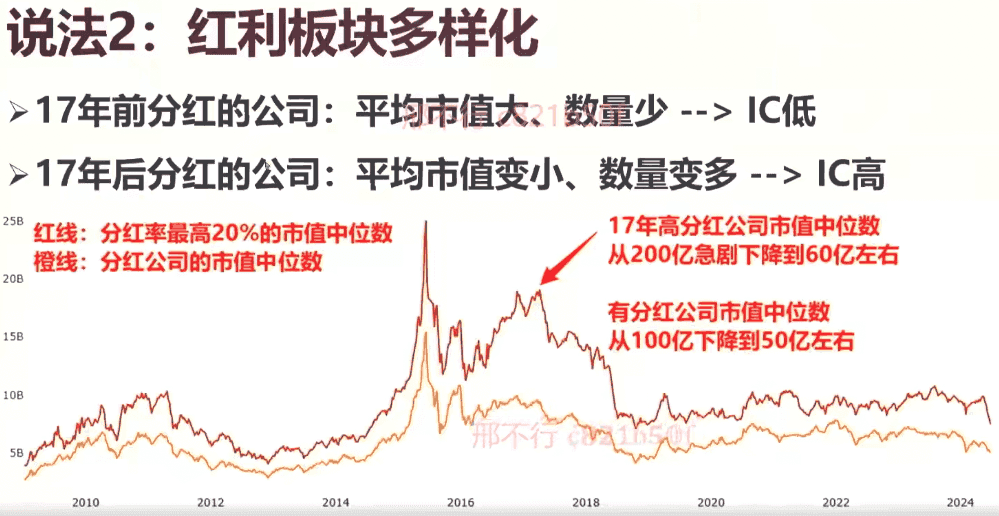 说法2：红利板块多样化
➢17年前分红的公司：平均市值大、数量少 --> IC低
➢17年后分红的公司：平均市值变小、数量变多 --> IC高
25B
红线：分红率最高20%的市值中位数
橙线：分红公司的市值中位数
17年高分红公司市值中位数
从200亿急剧下降到60亿左右
20B
有分红公司市值中位数
从100亿下降到50亿左右
15B
10B
邢不行
5B
2010 2012 2014 2016 2018 2020 2022 2024